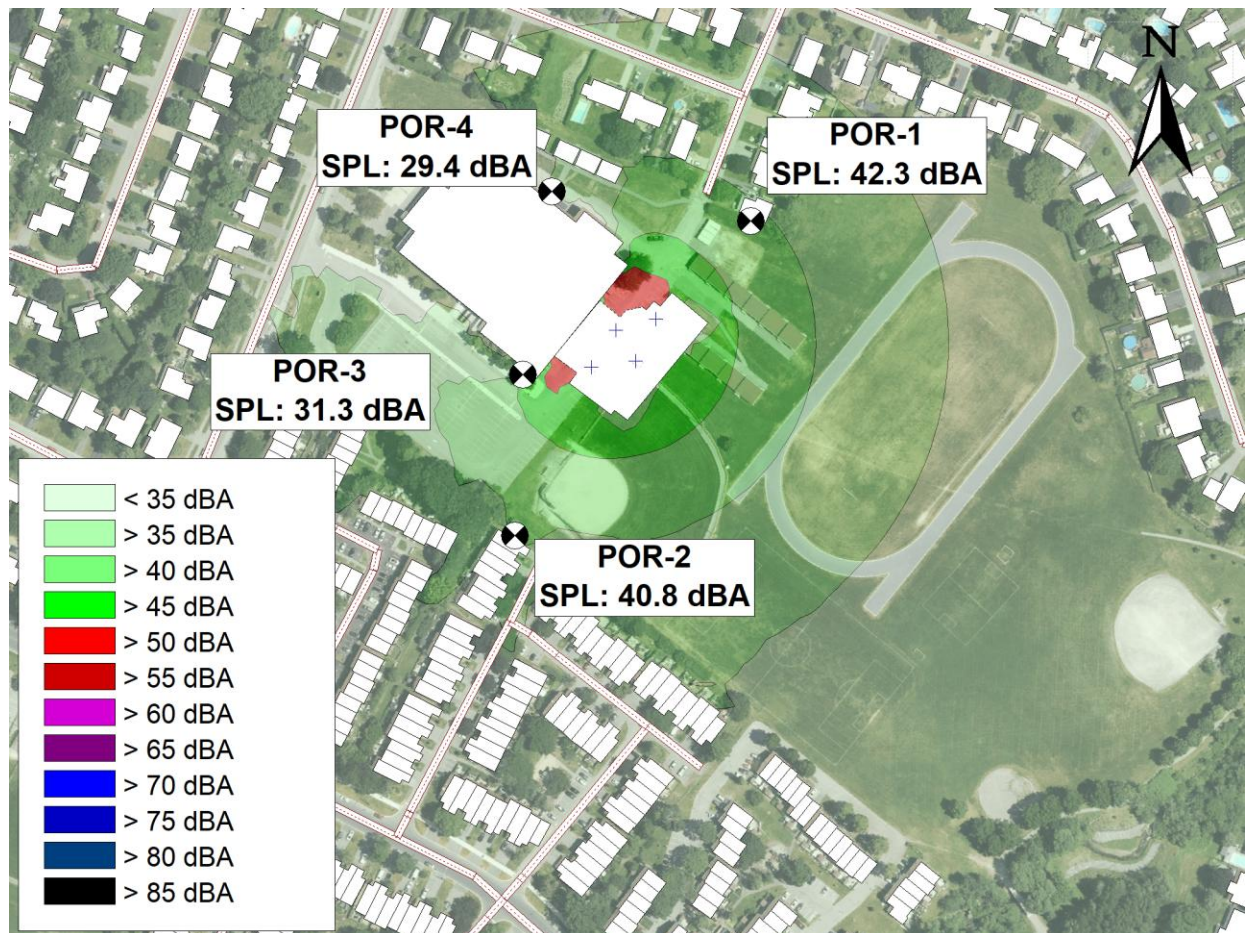 N
POR-4
SPL: 29.4 dBA
POR-1
SPL: 42.3 dBA
POR-3
SPL: 31.3 dBA
POR-2
SPL: 40.8 dBA
< 35 dBA
> 35 dBA
> 40 dBA
> 45 dBA
> 50 dBA
> 55 dBA
> 60 dBA
> 65 dBA
> 70 dBA
> 75 dBA
> 80 dBA
> 85 dBA